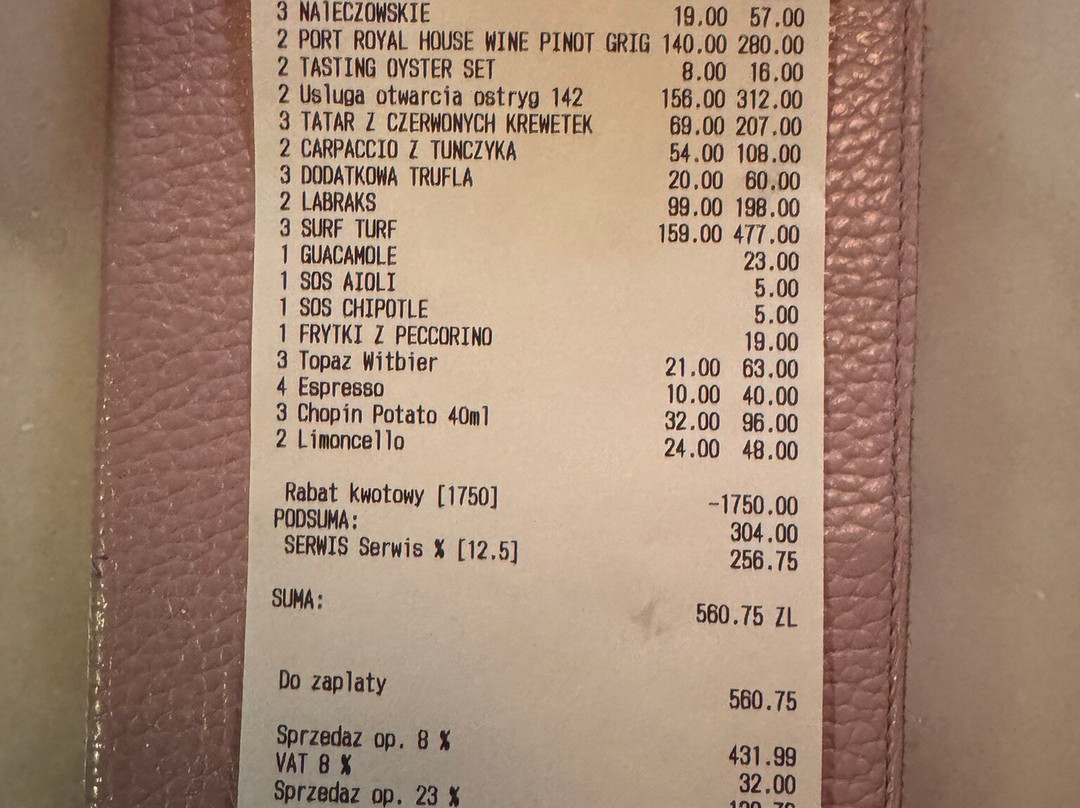 3 NAłECZOWSKIE 19.00 57.00
2 PORT ROYAL HOUSE WINE PINOT GRIG 140.00 280.00
2 TASTING OYSTER SET 8.00 16.00
2 Usluga otwarcia ostryg 142 156.00 312.00
3 TATAR Z CZERWONYCH KREWETEK 69.00 207.00
2 CARPACCIO Z TUNCZYKA 54.00 108.00
3 DODATKOWA TRUFLA 20.00 60.00
2 LABRAKS 99.00 198.00
3 SURF TURF 159.00 477.00
1 GUACAMOLE 23.00
1 SOS AIOLI 5.00
1 SOS CHIPOTLE 5.00
1 FRYTKI Z PECCORINO 19.00
3 Topaz Witbier 21.00 63.00
4 Espresso 10.00 40.00
3 Chopin Potato 40ml 32.00 96.00
2 Limoncello 24.00 48.00
Rabat kwotowy [1750] -1750.00
PODSUMA: 304.00
SERWIS Serwis % [12.5] 256.75
SUMA: 560.75 ZL
Do zaplaty 560.75
Sprzedaz op. 8 % 431.99
VAT 8 % 32.00
Sprzedaz op. 23 %